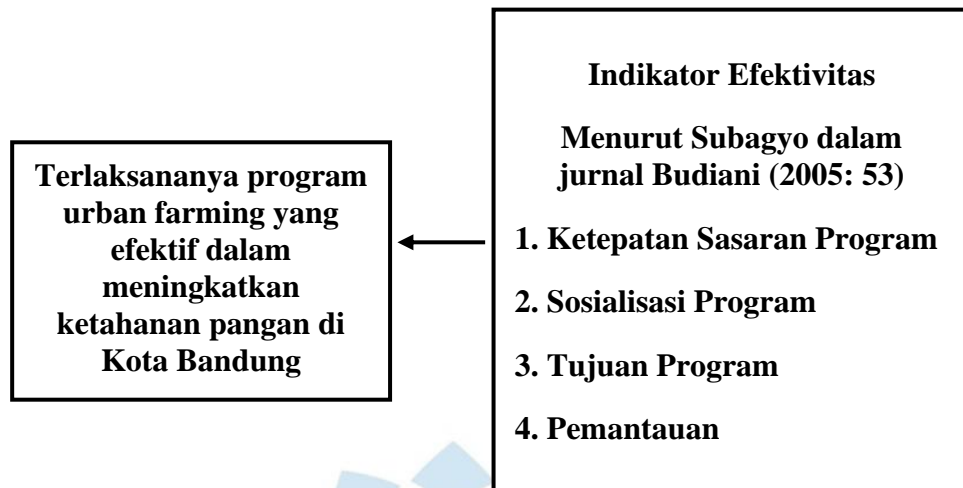 Terlaksananya program
urban farming yang
efektif dalam
meningkatkan
ketahanan pangan di
Kota Bandung
Indikator Efektivitas
Menurut Subagyo dalam
jurnal Budiani (2005: 53)
1. Ketepatan Sasaran Program
2. Sosialisasi Program
3. Tujuan Program
4. Pemantauan